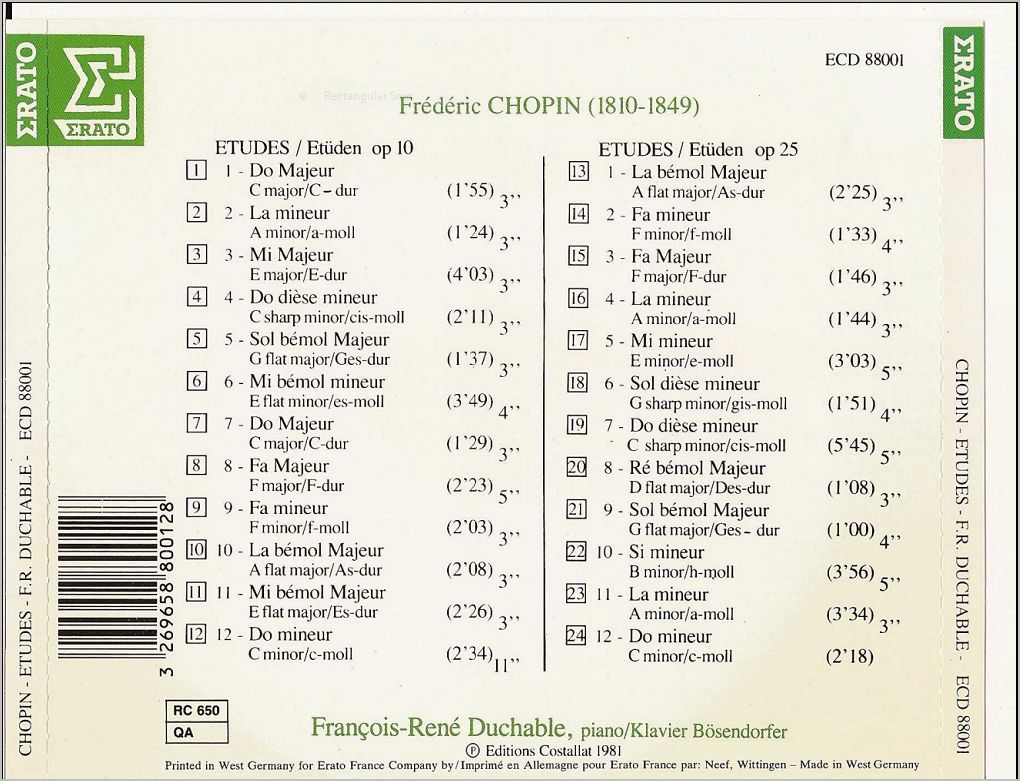 ERATO
CHOPIN - ETUDES - F.R. DUCHABLE - ECD 88001
ERATO
ECD 88001
Rectangular Snip
Frédéric CHOPIN (1810-1849)
ETUDES / Etüden op 10
1 1 - Do Majeur
C major/C-dur (1'55) 3''
2 2 - La mineur
A minor/a-moll (1'24) 3''
3 3 - Mi Majeur
E major/E-dur (4'03) 3''
4 4 - Do dièse mineur
C sharp minor/cis-moll (2'11) 3''
5 5 - Sol bémol Majeur
G flat major/Ges-dur (1'37) 3''
6 6 - Mi bémol mineur
E flat minor/es-moll (3'49) 4''
7 7 - Do Majeur
C major/C-dur (1'29) 3''
8 8 - Fa Majeur
F major/F-dur (2'23) 5''
9 9 - Fa mineur
F minor/f-moll (2'03) 3''
10 10 - La bémol Majeur
A flat major/As-dur (2'08) 3''
11 11 - Mi bémol Majeur
E flat major/Es-dur (2'26) 3''
12 12 - Do mineur
C minor/c-moll (2'34) 11''
ETUDES / Etüden op 25
13 1 - La bémol Majeur
A flat major/As-dur (2'25) 3''
14 2 - Fa mineur
F minor/f-moll (1'33) 4''
15 3 - Fa Majeur
F major/F-dur (1'46) 3''
16 4 - La mineur
A minor/a-moll (1'44) 3''
17 5 - Mi mineur
E minor/e-moll (3'03) 5''
18 6 - Sol dièse mineur
G sharp minor/gis-moll (1'51) 4''
19 7 - Do dièse mineur
C sharp minor/cis-moll (5'45) 5''
20 8 - Ré bémol Majeur
D flat major/Des-dur (1'08) 3''
21 9 - Sol bémol Majeur
G flat major/Ges-dur (1'00) 4''
22 10 - Si mineur
B minor/h-moll (3'56) 5''
23 11 - La mineur
A minor/a-moll (3'34) 3''
24 12 - Do mineur
C minor/c-moll (2'18)
3 269658 800128
RC 650
QA
François-René Duchable, piano/Klavier Bösendorfer
Ⓟ Editions Costallat 1981
Printed in West Germany for Erato France Company by/Imprimé en Allemagne pour Erato France par: Neef, Wittingen – Made in West Germany
ERATO
CHOPIN - ETUDES - F.R. DUCHABLE - ECD 88001